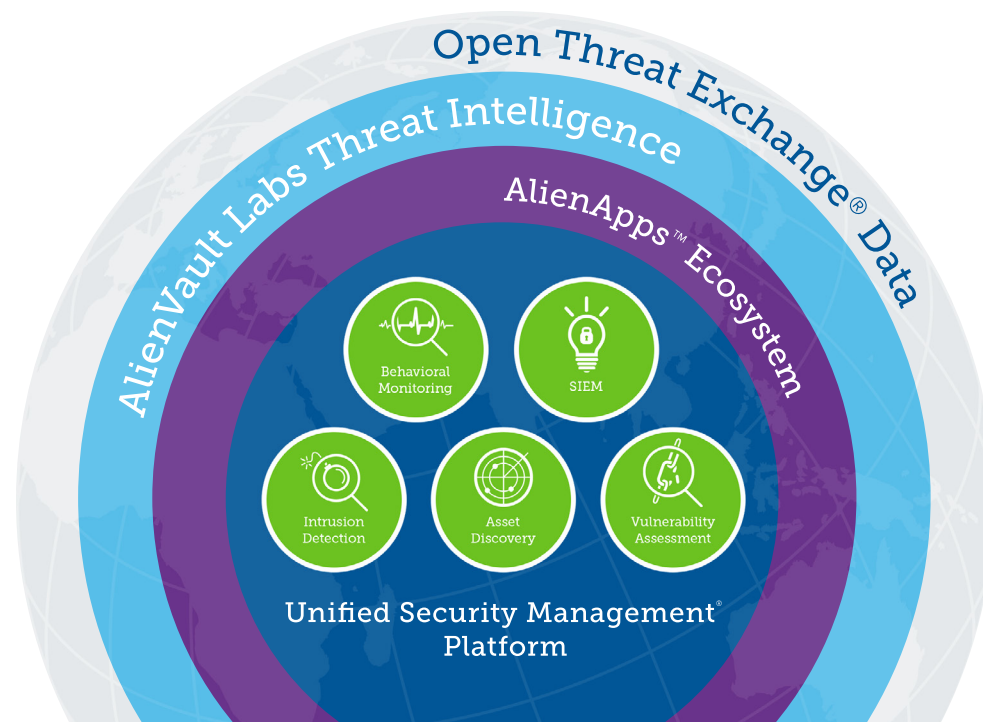 Open Threat Exchange® Data
AlienVault Labs Threat Intelligence
AlienApps™ Ecosystem
Behavioral
Monitoring
SIEM
Intrusion
Detection
Asset
Discovery
Vulnerability
Assessment
Unified Security Management®
Platform